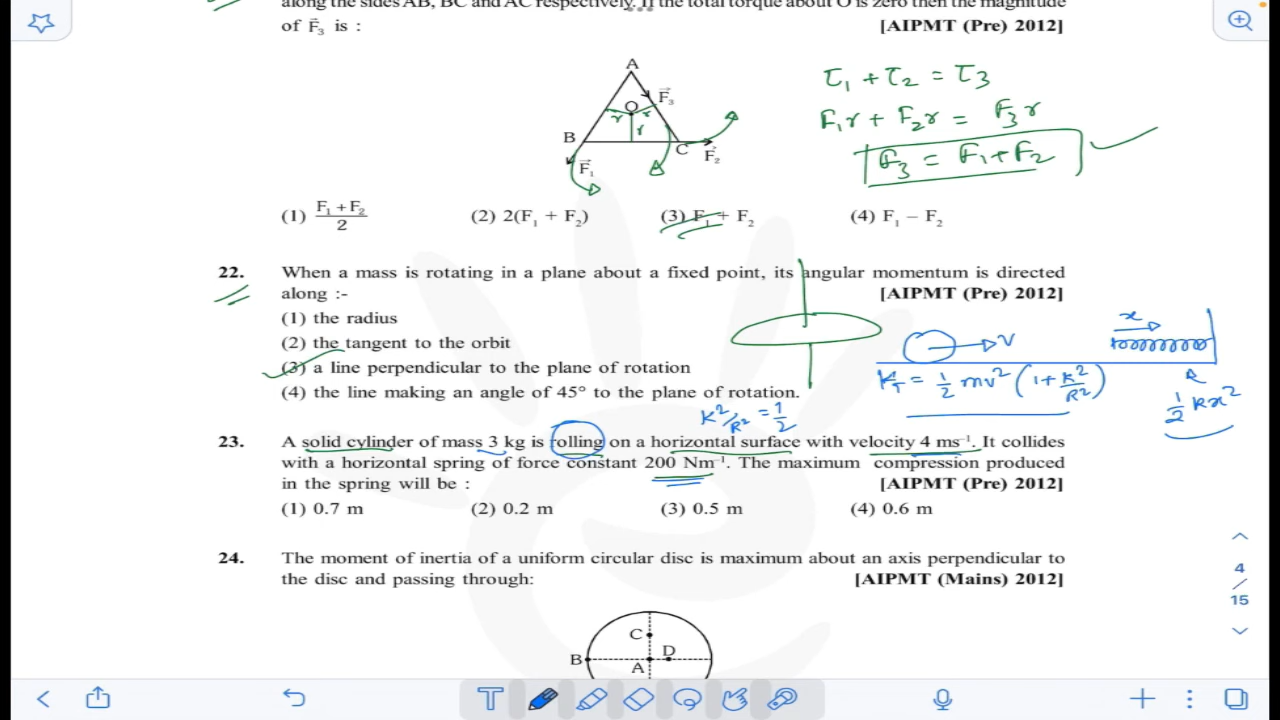 along the sides AB, BC and AC respectively. If the total torque about O is zero then the magnitude
of F⃗₃ is : [AIPMT (Pre) 2012]
A
O
F⃗₃
r r
r
B
C
F⃗₁
F⃗₂
τ₁ + τ₂ = τ₃
F₁r + F₂r = F₃r
F₃ = F₁+F₂
(1) F₁ + F₂ / 2 (2) 2(F₁ + F₂) (3) F₁ + F₂ (4) F₁ − F₂
22. When a mass is rotating in a plane about a fixed point, its angular momentum is directed
along :- [AIPMT (Pre) 2012]
(1) the radius
(2) the tangent to the orbit
(3) a line perpendicular to the plane of rotation
(4) the line making an angle of 45° to the plane of rotation.
v
x
K_T = ½ mv² (1 + K²/R²)
½ kx²
K²/R² = ½
23. A solid cylinder of mass 3 kg is rolling on a horizontal surface with velocity 4 ms⁻¹. It collides
with a horizontal spring of force constant 200 Nm⁻¹. The maximum compression produced
in the spring will be : [AIPMT (Pre) 2012]
(1) 0.7 m (2) 0.2 m (3) 0.5 m (4) 0.6 m
24. The moment of inertia of a uniform circular disc is maximum about an axis perpendicular to
the disc and passing through: [AIPMT (Mains) 2012]
C
B
D
A
4
/
15
T